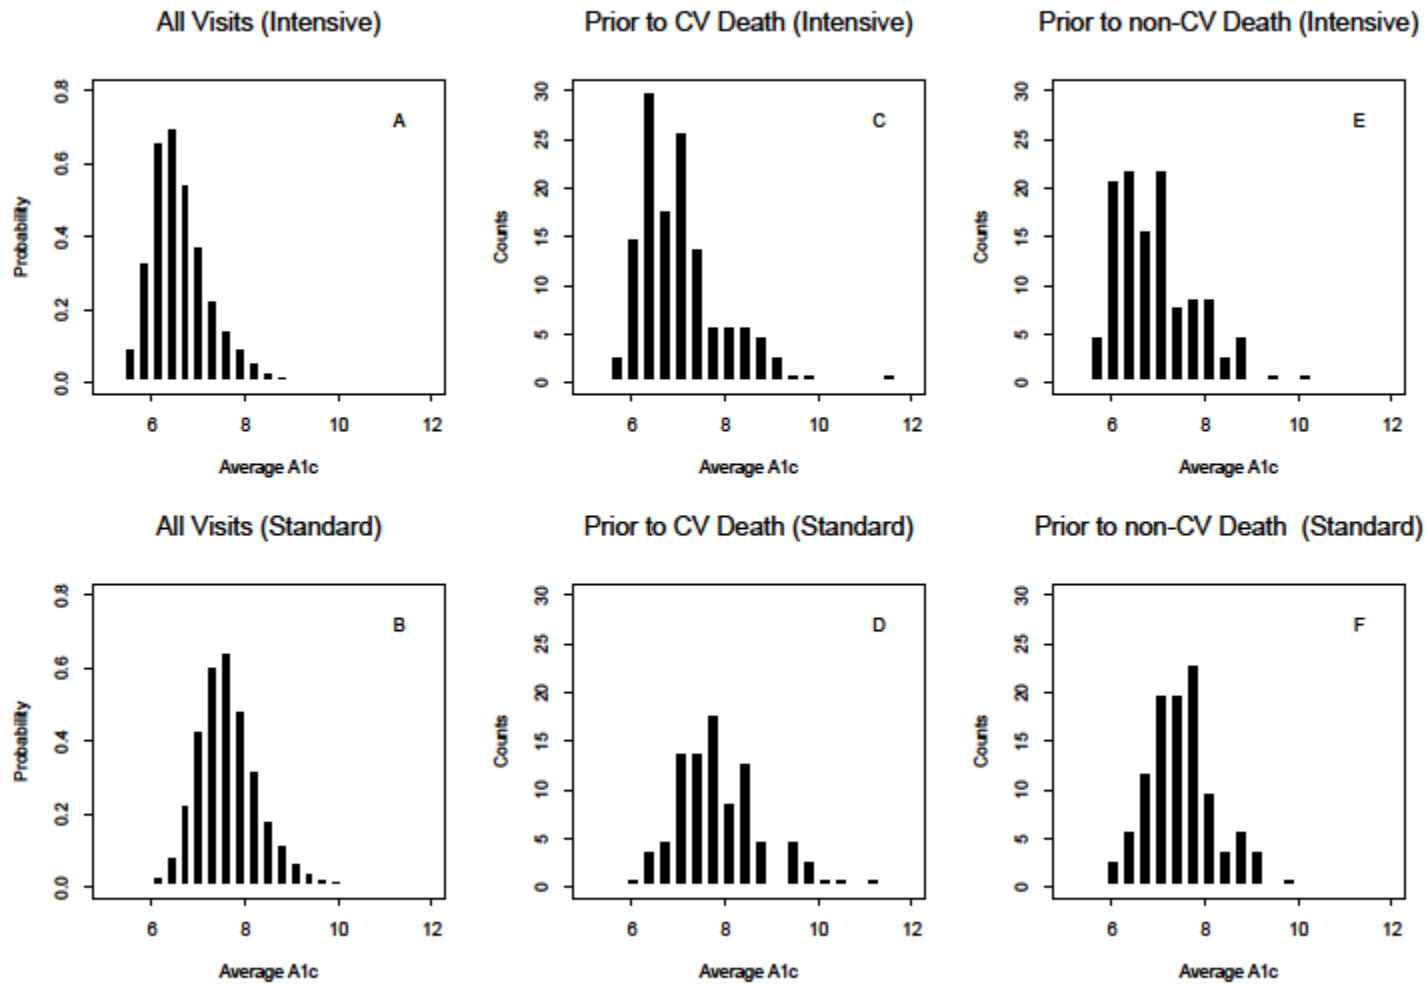 All Visits (Intensive)
0.8
0.6
0.4
0.2
0.0
Probability
A
6 8 10 12
Average A1c
Prior to CV Death (Intensive)
30
25
20
15
10
5
0
Counts
C
6 8 10 12
Average A1c
Prior to non-CV Death (Intensive)
30
25
20
15
10
5
0
Counts
E
6 8 10 12
Average A1c
All Visits (Standard)
0.8
0.6
0.4
0.2
0.0
Probability
B
6 8 10 12
Average A1c
Prior to CV Death (Standard)
30
25
20
15
10
5
0
Counts
D
6 8 10 12
Average A1c
Prior to non-CV Death (Standard)
30
25
20
15
10
5
0
Counts
F
6 8 10 12
Average A1c